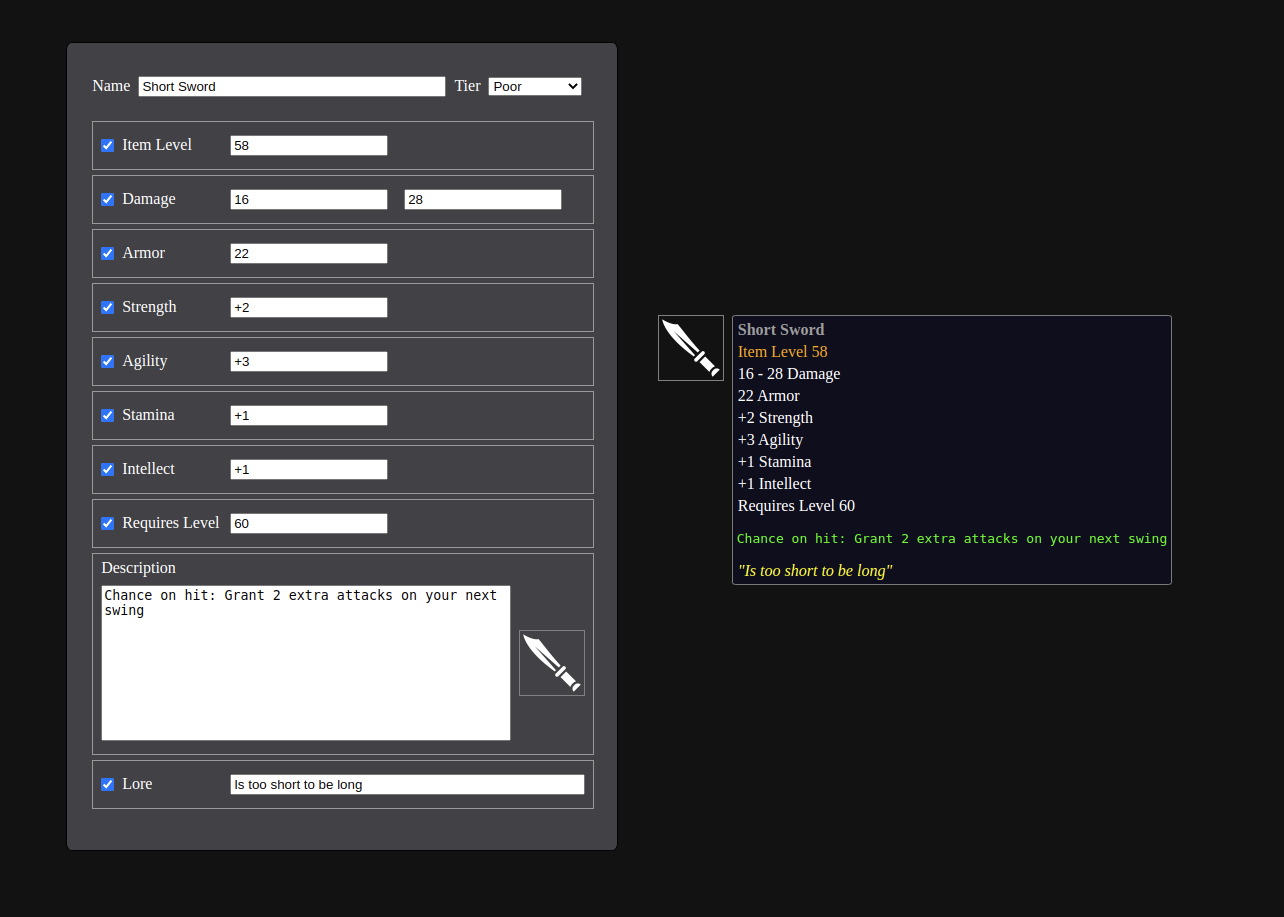 Name Short Sword Tier Poor
Item Level 58
Damage 16 28
Armor 22
Strength +2
Agility +3
Stamina +1
Intellect +1
Requires Level 60
Description
Chance on hit: Grant 2 extra attacks on your next
swing
Lore Is too short to be long
Short Sword
Item Level 58
16 - 28 Damage
22 Armor
+2 Strength
+3 Agility
+1 Stamina
+1 Intellect
Requires Level 60
Chance on hit: Grant 2 extra attacks on your next swing
"Is too short to be long"